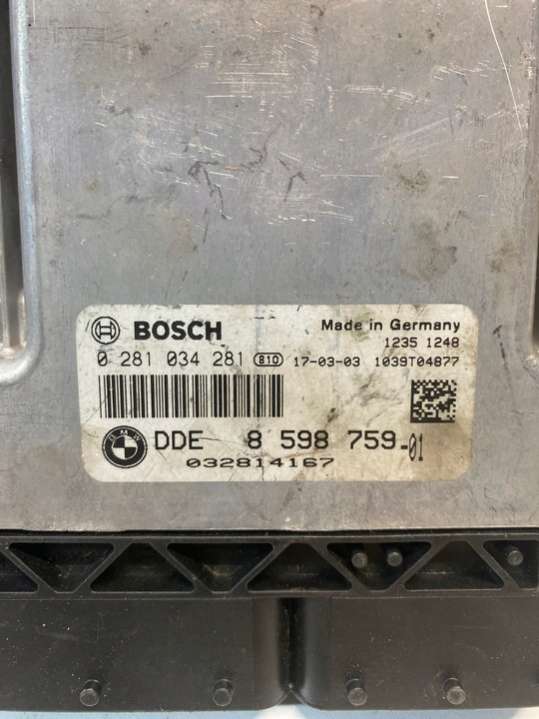 BOSCH
Made in Germany
1235 1248
0 281 034 281 810 17-03-03 1039T04877
BMW
DDE 8 598 759-01
032814167